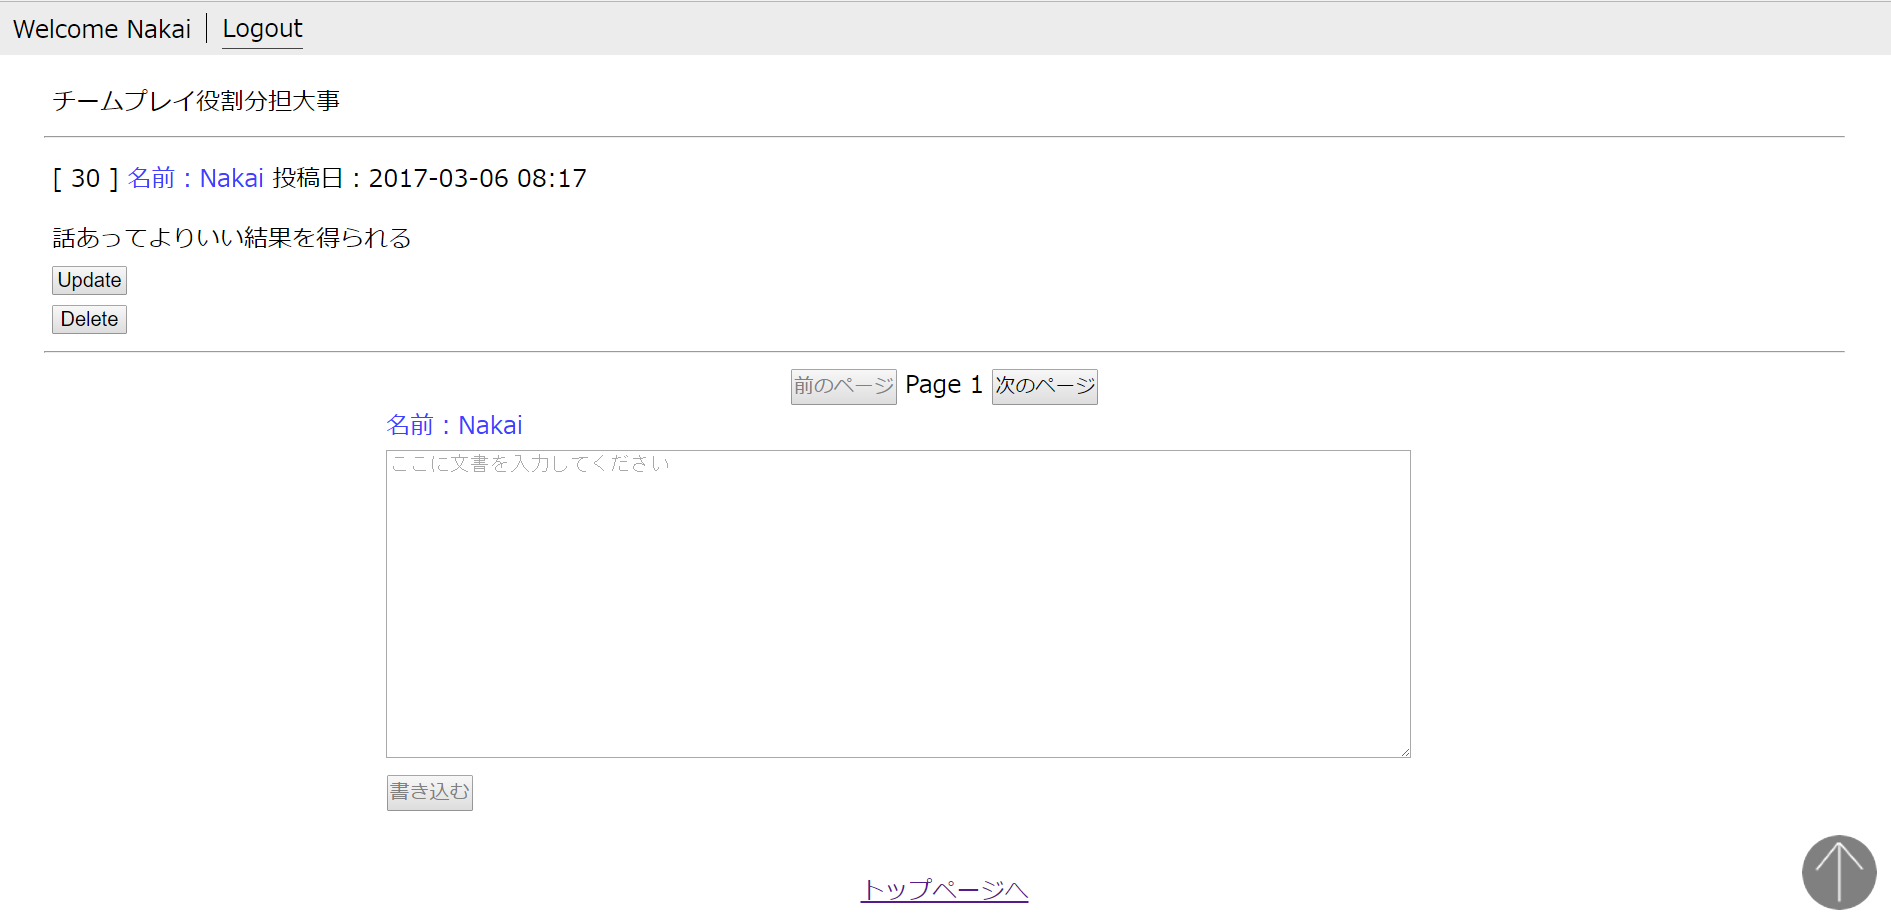 Welcome Nakai | Logout
チームプレイ役割分担大事
[ 30 ] 名前：Nakai 投稿日：2017-03-06 08:17
話あってよりいい結果を得られる
Update
Delete
前のページ Page 1 次のページ
名前：Nakai
ここに文書を入力してください
書き込む
トップページへ